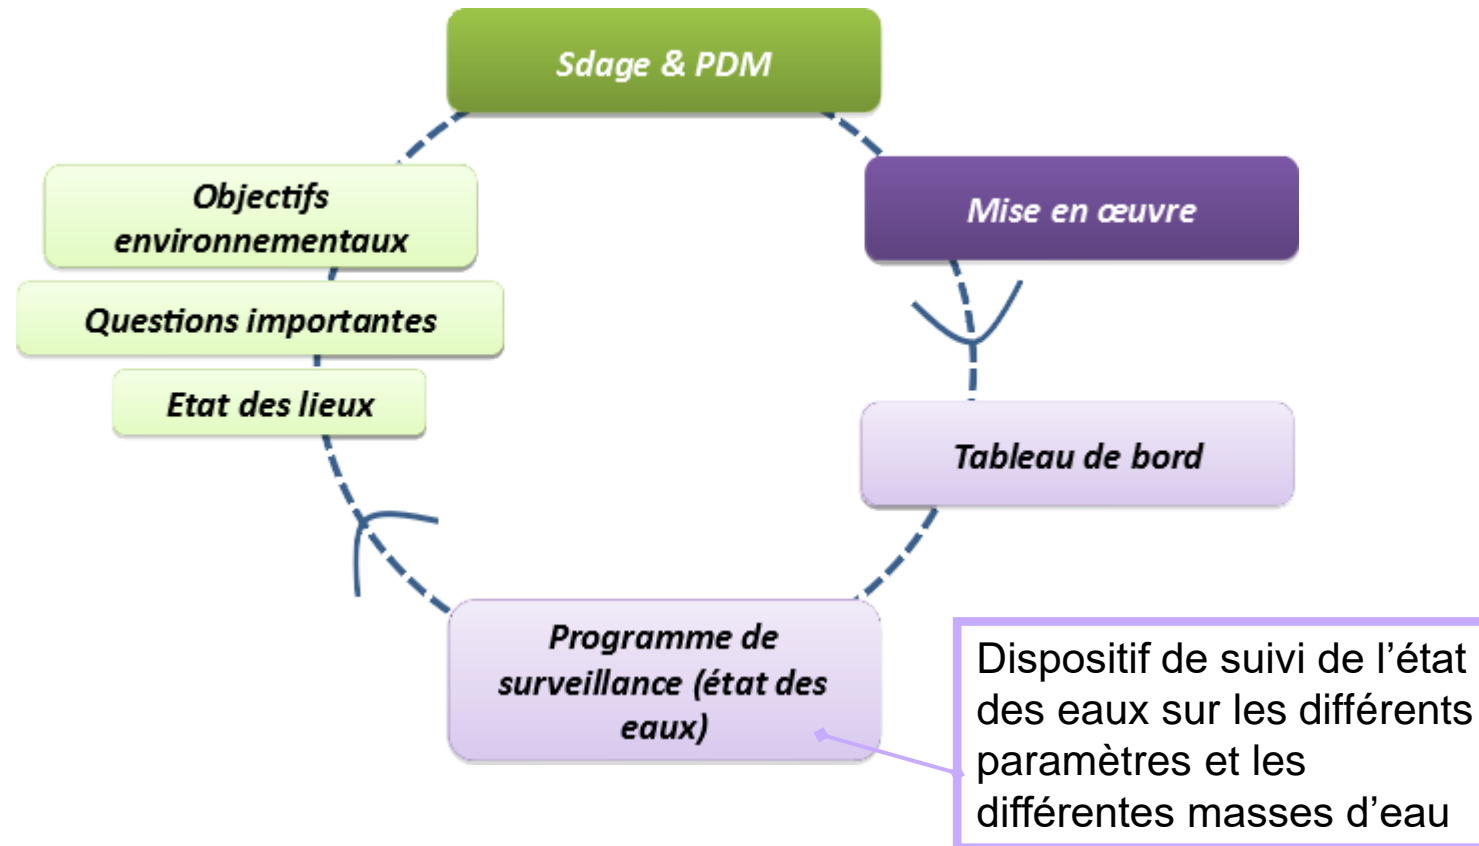 Sdage & PDM
Mise en œuvre
Objectifs
environnementaux
Questions importantes
Etat des lieux
Tableau de bord
Programme de
surveillance (état des
eaux)
Dispositif de suivi de l’état
des eaux sur les différents
paramètres et les
différentes masses d’eau